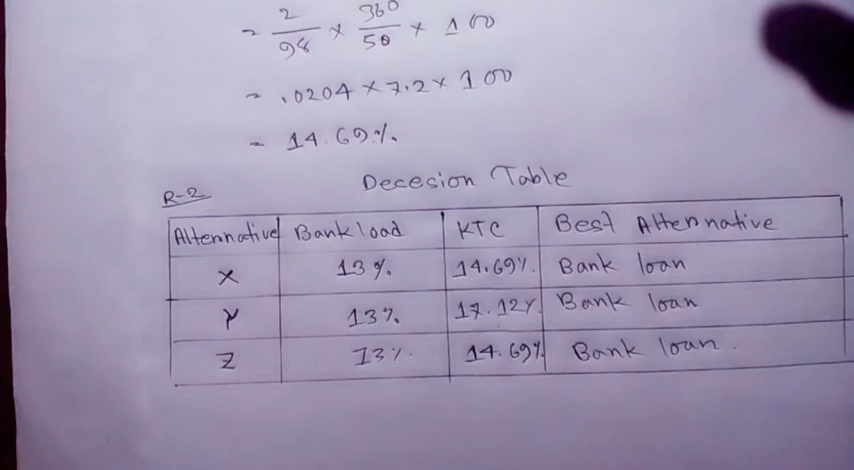 = 2/98 × 360/50 × 100
= .0204 × 7.2 × 100
= 14.69%
R-2
Decesion Table
Alternative Bank load KTC Best Alternative
X 13% 14.69% Bank loan
Y 13% 17.12% Bank loan
Z 13% 14.69% Bank loan.